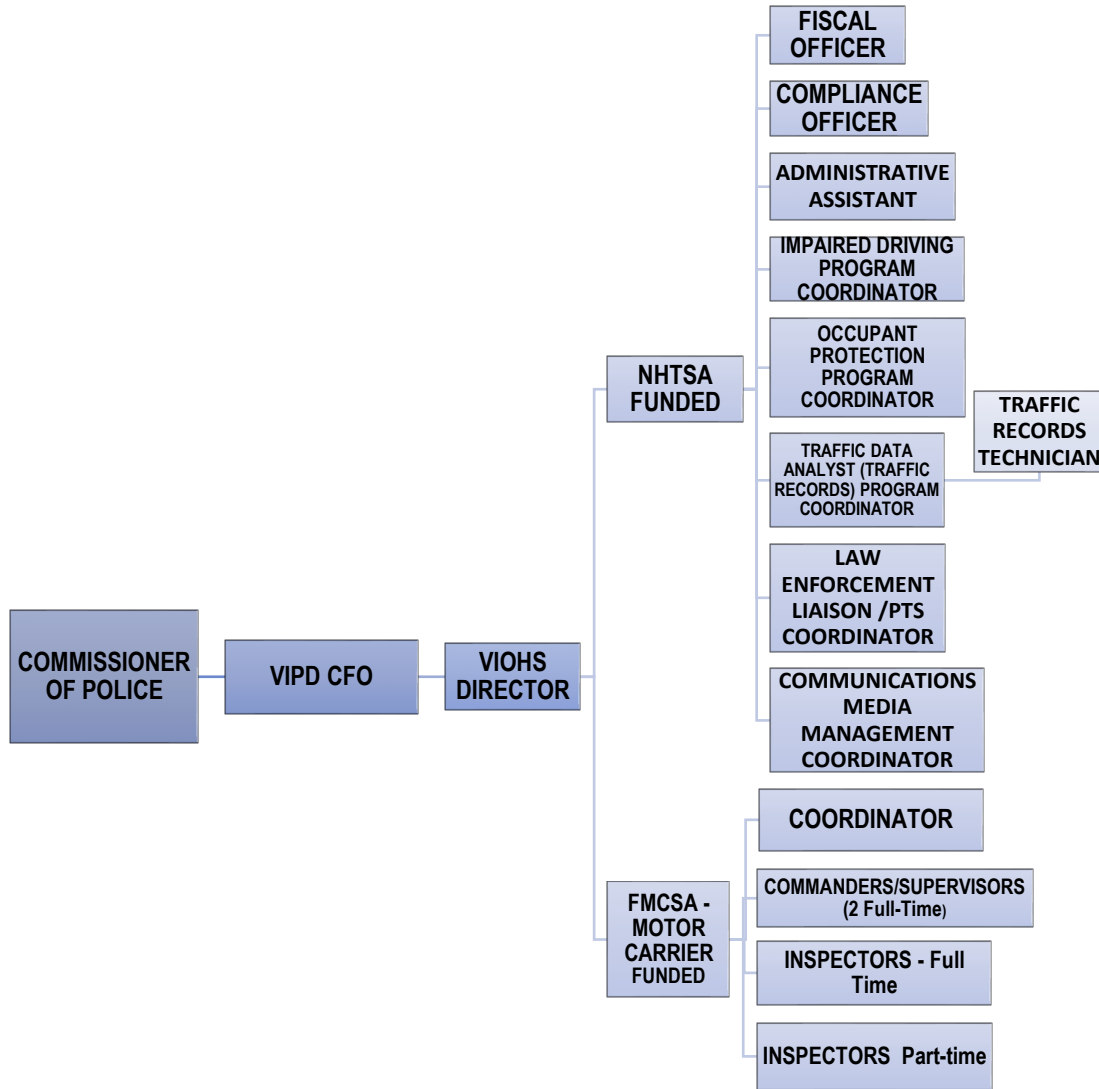 COMMISSIONER
OF POLICE
VIPD CFO
VIOHS
DIRECTOR
NHTSA
FUNDED
FISCAL
OFFICER
COMPLIANCE
OFFICER
ADMINISTRATIVE
ASSISTANT
IMPAIRED DRIVING
PROGRAM
COORDINATOR
OCCUPANT
PROTECTION
PROGRAM
COORDINATOR
TRAFFIC DATA
ANALYST (TRAFFIC
RECORDS) PROGRAM
COORDINATOR
TRAFFIC
RECORDS
TECHNICIAN
LAW
ENFORCEMENT
LIAISON /PTS
COORDINATOR
COMMUNICATIONS
MEDIA
MANAGEMENT
COORDINATOR
FMCSA -
MOTOR
CARRIER
FUNDED
COORDINATOR
COMMANDERS/SUPERVISORS
(2 Full-Time)
INSPECTORS - Full
Time
INSPECTORS Part-time